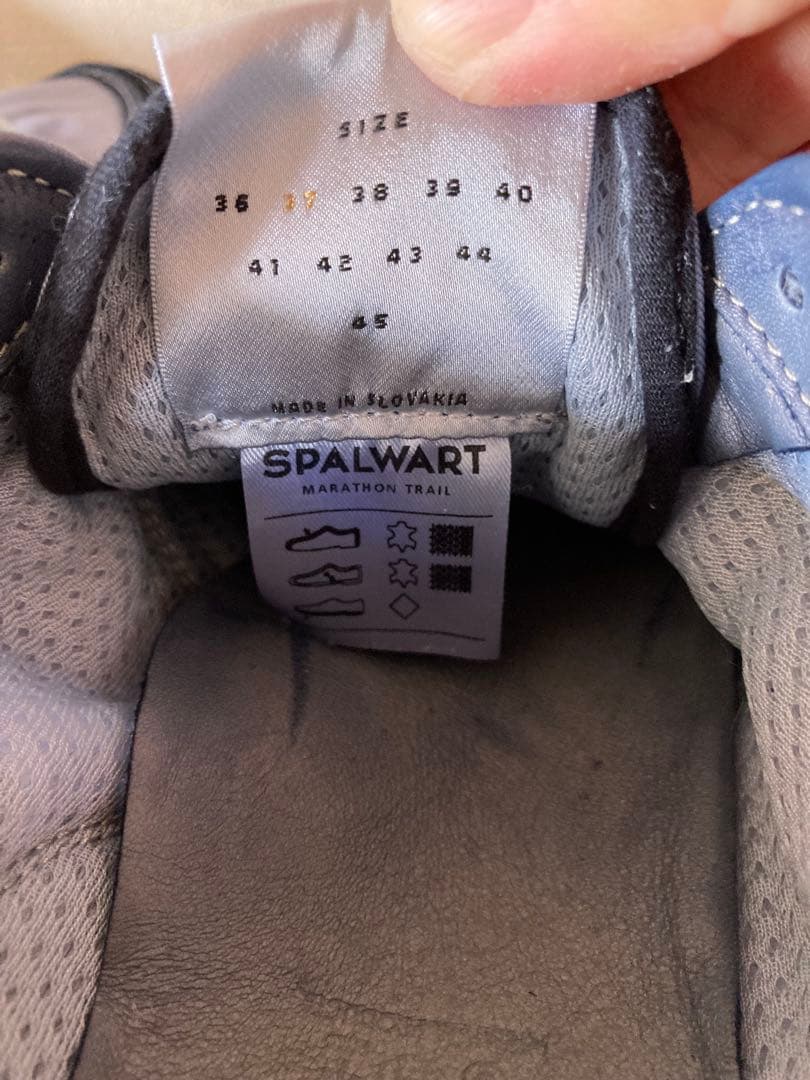 SIZE
36 37 38 39 40
41 42 43 44
45
MADE IN SLOVAKIA
SPALWART
MARATHON TRAIL